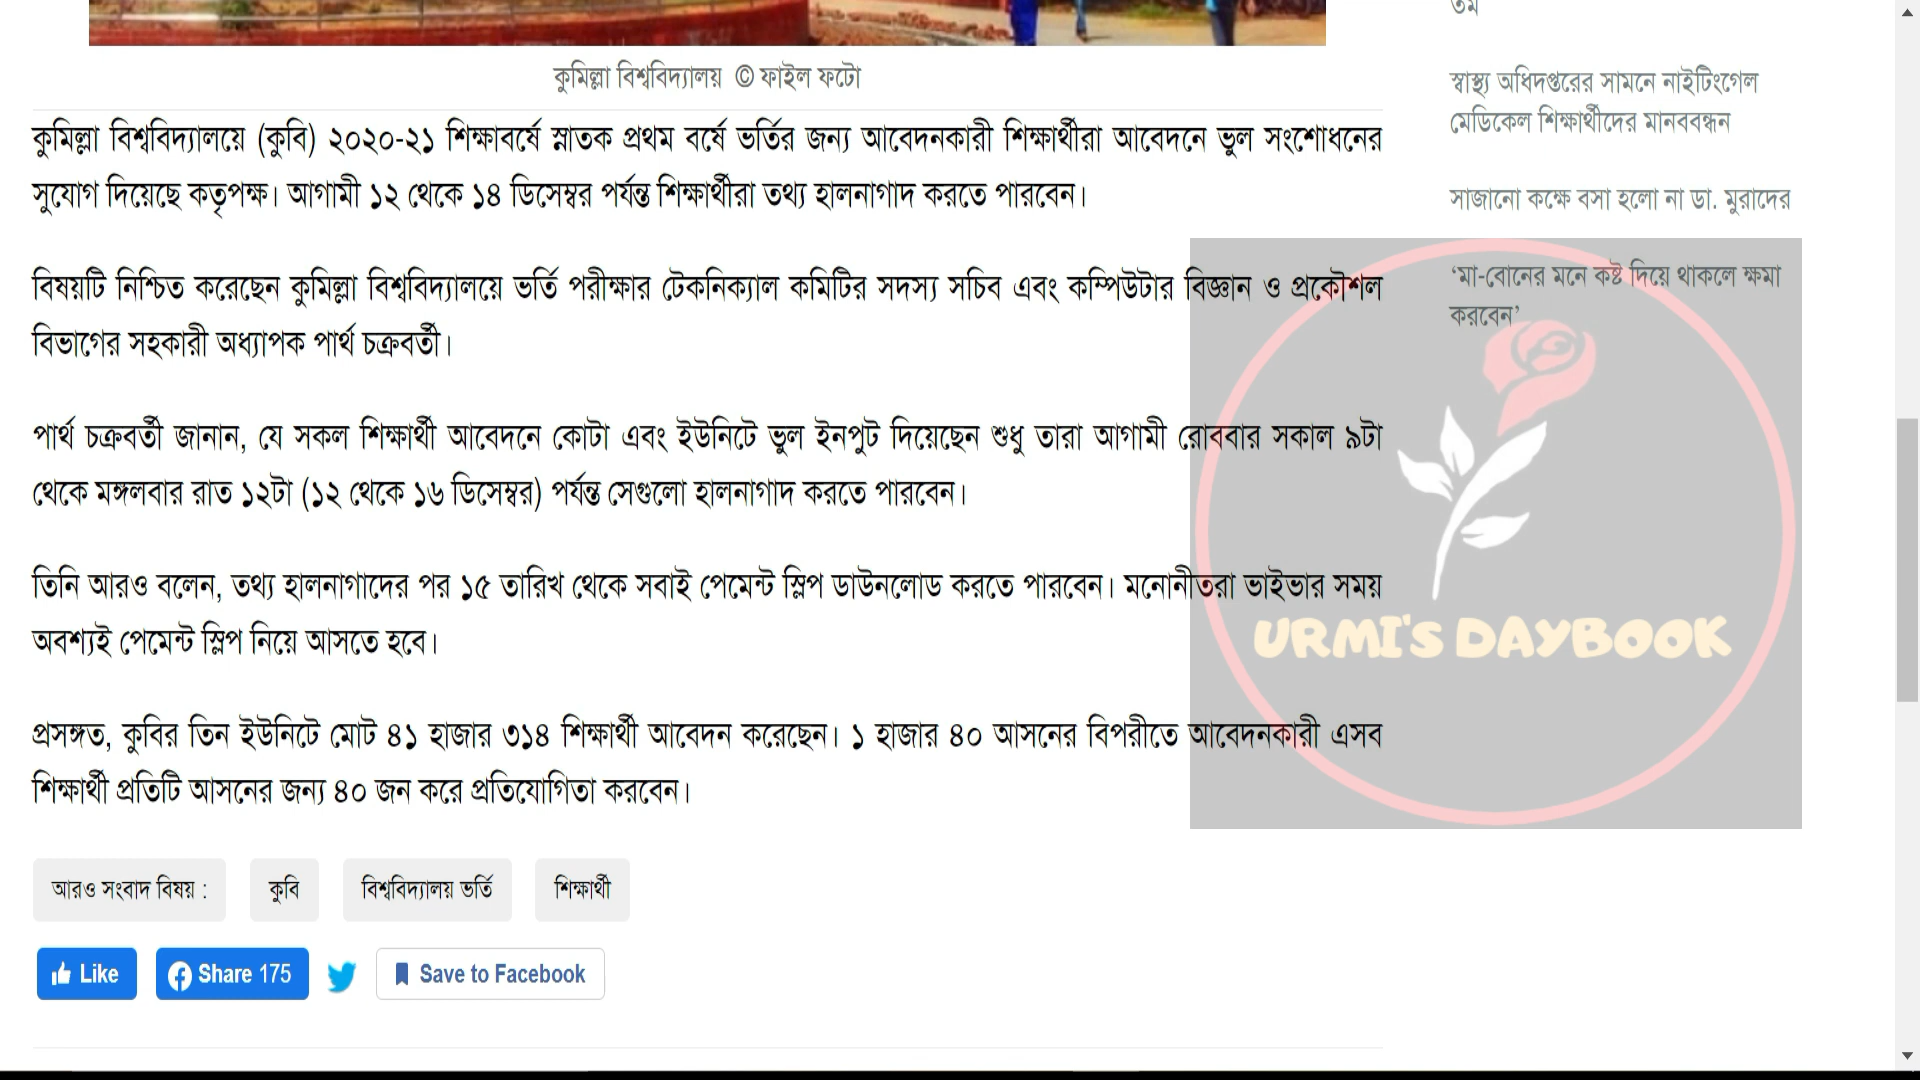 তম
কুমিল্লা বিশ্ববিদ্যালয় © ফাইল ফটো
কুমিল্লা বিশ্ববিদ্যালয়ে (কুবি) ২০২০-২১ শিক্ষাবর্ষে স্নাতক প্রথম বর্ষে ভর্তির জন্য আবেদনকারী শিক্ষার্থীরা আবেদনে ভুল সংশোধনের
সুযোগ দিয়েছে কতৃপক্ষ। আগামী ১২ থেকে ১৪ ডিসেম্বর পর্যন্ত শিক্ষার্থীরা তথ্য হালনাগাদ করতে পারবেন।
বিষয়টি নিশ্চিত করেছেন কুমিল্লা বিশ্ববিদ্যালয়ে ভর্তি পরীক্ষার টেকনিক্যাল কমিটির সদস্য সচিব এবং কম্পিউটার বিজ্ঞান ও প্রকৌশল
বিভাগের সহকারী অধ্যাপক পার্থ চক্রবর্তী।
পার্থ চক্রবর্তী জানান, যে সকল শিক্ষার্থী আবেদনে কোটা এবং ইউনিটে ভুল ইনপুট দিয়েছেন শুধু তারা আগামী রোববার সকাল ৯টা
থেকে মঙ্গলবার রাত ১২টা (১২ থেকে ১৬ ডিসেম্বর) পর্যন্ত সেগুলো হালনাগাদ করতে পারবেন।
তিনি আরও বলেন, তথ্য হালনাগাদের পর ১৫ তারিখ থেকে সবাই পেমেন্ট স্লিপ ডাউনলোড করতে পারবেন। মনোনীতরা ভাইভার সময়
অবশ্যই পেমেন্ট স্লিপ নিয়ে আসতে হবে।
প্রসঙ্গত, কুবির তিন ইউনিটে মোট ৪১ হাজার ৩১৪ শিক্ষার্থী আবেদন করেছেন। ১ হাজার ৪০ আসনের বিপরীতে আবেদনকারী এসব
শিক্ষার্থী প্রতিটি আসনের জন্য ৪০ জন করে প্রতিযোগিতা করবেন।
আরও সংবাদ বিষয় : কুবি বিশ্ববিদ্যালয় ভর্তি শিক্ষার্থী
Like Share 175 Save to Facebook
স্বাস্থ্য অধিদপ্তরের সামনে নাইটিংগেল
মেডিকেল শিক্ষার্থীদের মানববন্ধন
সাজানো কক্ষে বসা হলো না ডা. মুরাদের
‘মা-বোনের মনে কষ্ট দিয়ে থাকলে ক্ষমা
করবেন’
URMI'S DAYBOOK